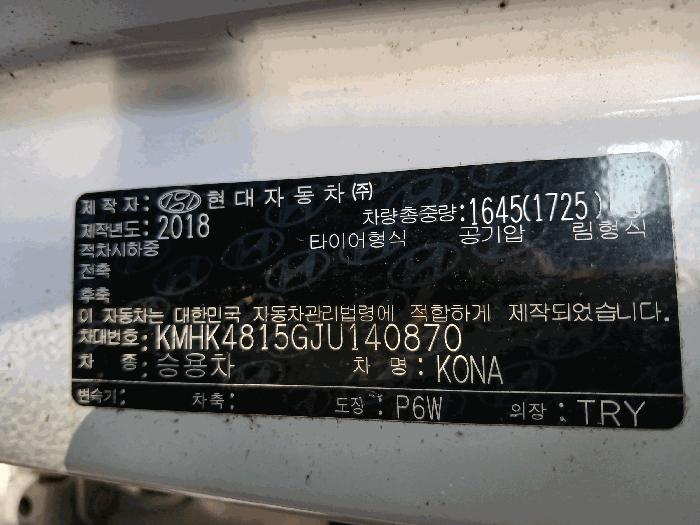 제 작 자 : 현대자동차㈜
제작년도: 2018 차량총중량:1645(1725)
적차시하중 타이어형식 공기압 림형식
전축
후축
이 자동차는 대한민국 자동차관리법령에 적합하게 제작되었습니다.
차대번호: KMHK4815GJU140870
차 종: 승용차 차 명: KONA
변속기: 차축: 도장: P6W 의장: TRY